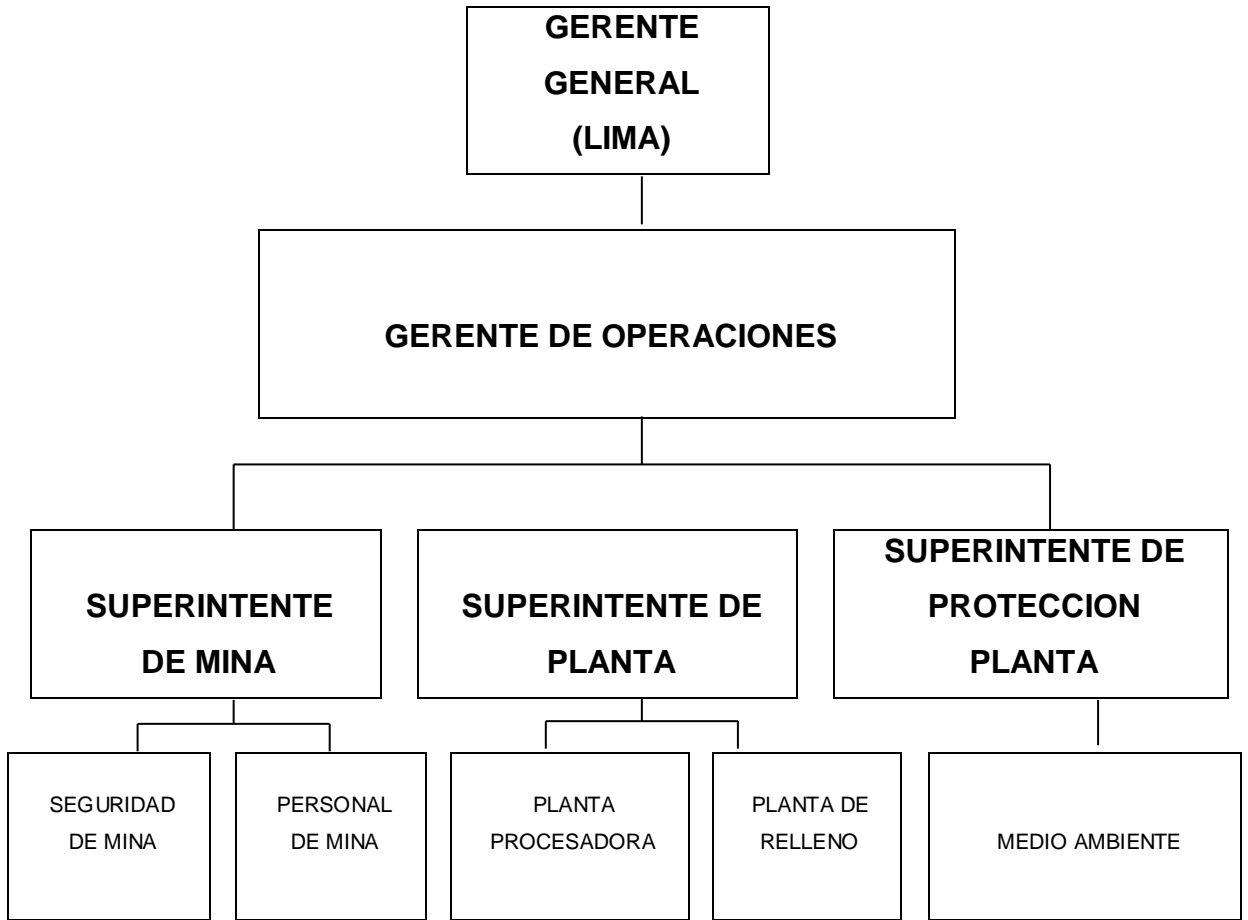 GERENTE
GENERAL
(LIMA)
GERENTE DE OPERACIONES
SUPERINTENTE
DE MINA
SUPERINTENTE DE
PLANTA
SUPERINTENTE DE
PROTECCION
PLANTA
SEGURIDAD
DE MINA
PERSONAL
DE MINA
PLANTA
PROCESADORA
PLANTA DE
RELLENO
MEDIO AMBIENTE